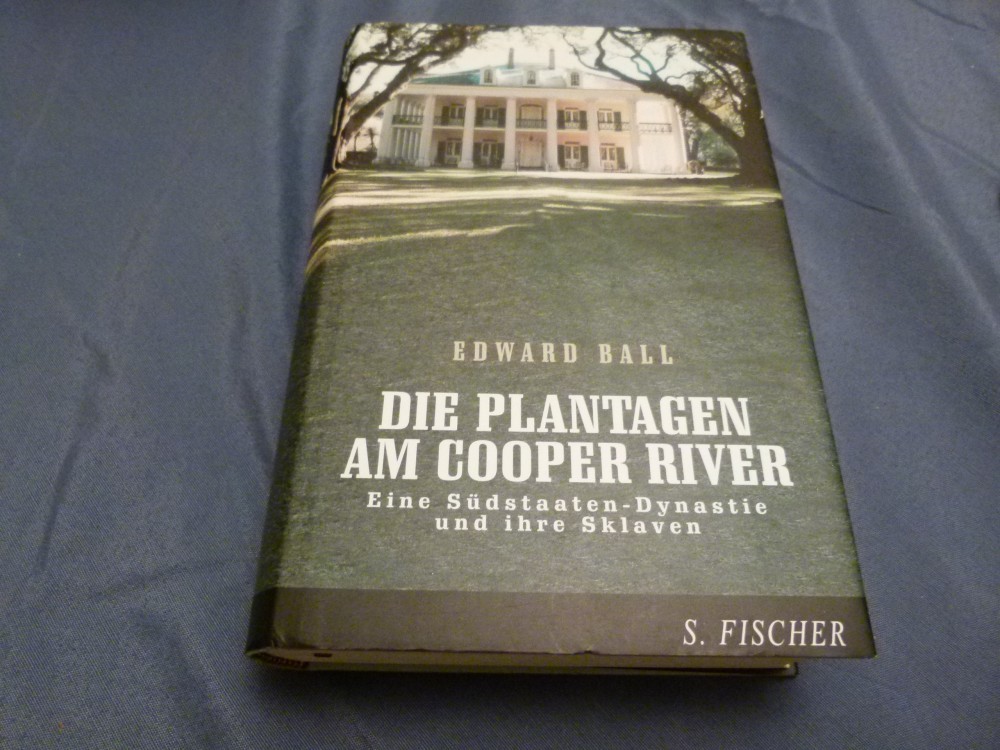 EDWARD BALL
DIE PLANTAGEN
AM COOPER RIVER
Eine Südstaaten-Dynastie
und ihre Sklaven
S. FISCHER